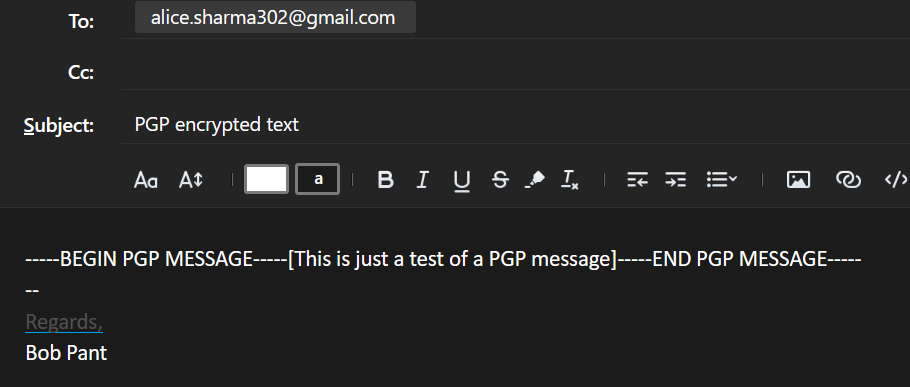 To: alice.sharma302@gmail.com
Cc:
Subject: PGP encrypted text
Aa A a B I U S Tx </>
-----BEGIN PGP MESSAGE-----[This is just a test of a PGP message]-----END PGP MESSAGE-----
--
Regards,
Bob Pant